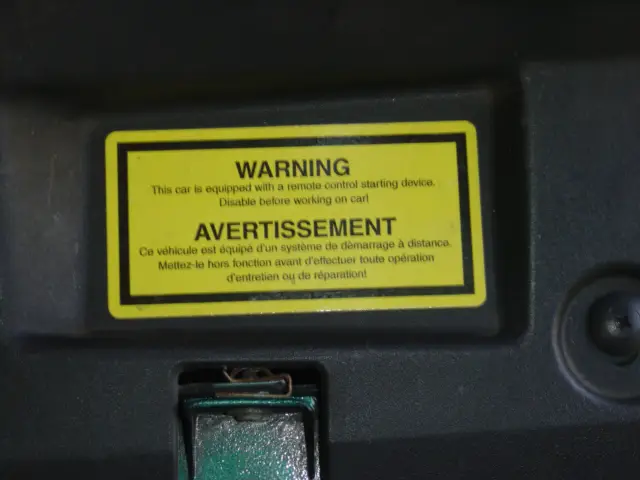 WARNING
This car is equipped with a remote control starting device.
Disable before working on car!
AVERTISSEMENT
Ce véhicule est équipé d'un système de démarrage à distance.
Mettez-le hors fonction avant d'effectuer toute opération
d'entretien ou de réparation!